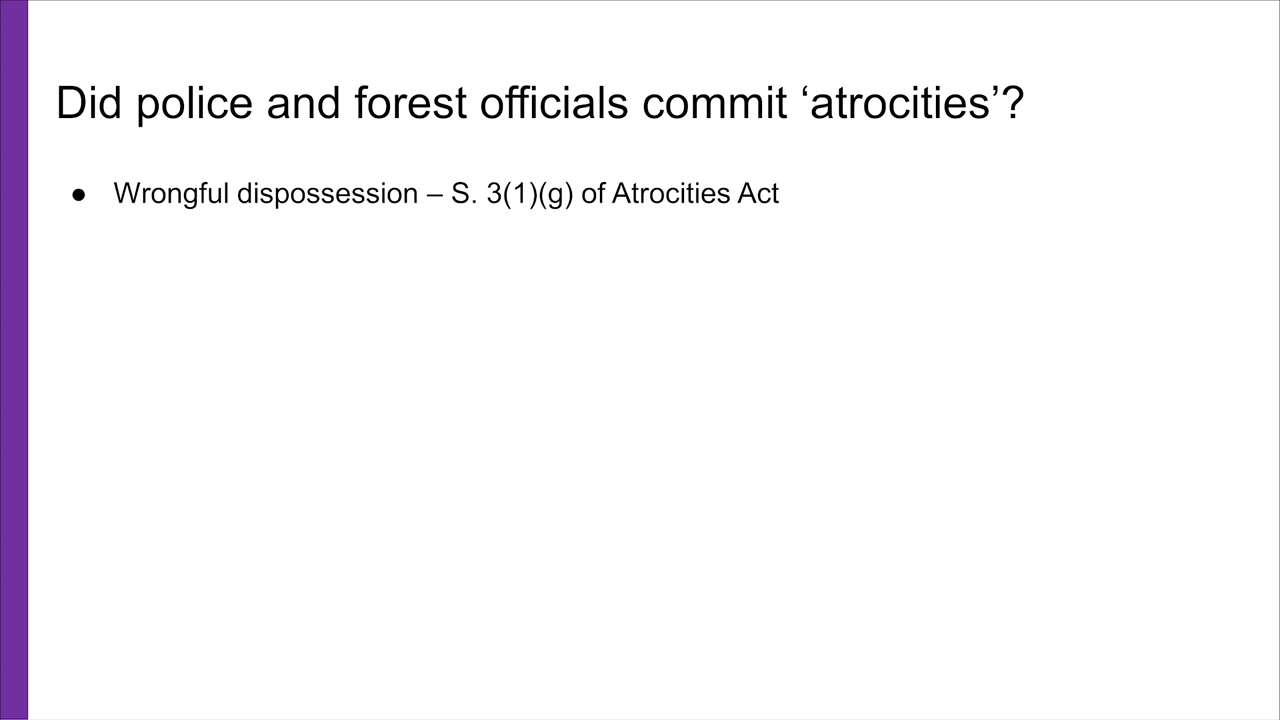 Did police and forest officials commit ‘atrocities’?
● Wrongful dispossession – S. 3(1)(g) of Atrocities Act